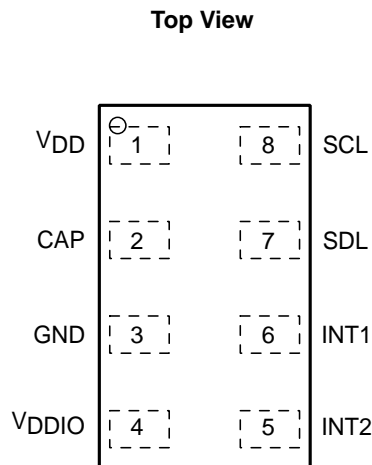 Top View
VDD 1 8 SCL
CAP 2 7 SDL
GND 3 6 INT1
VDDIO 4 5 INT2